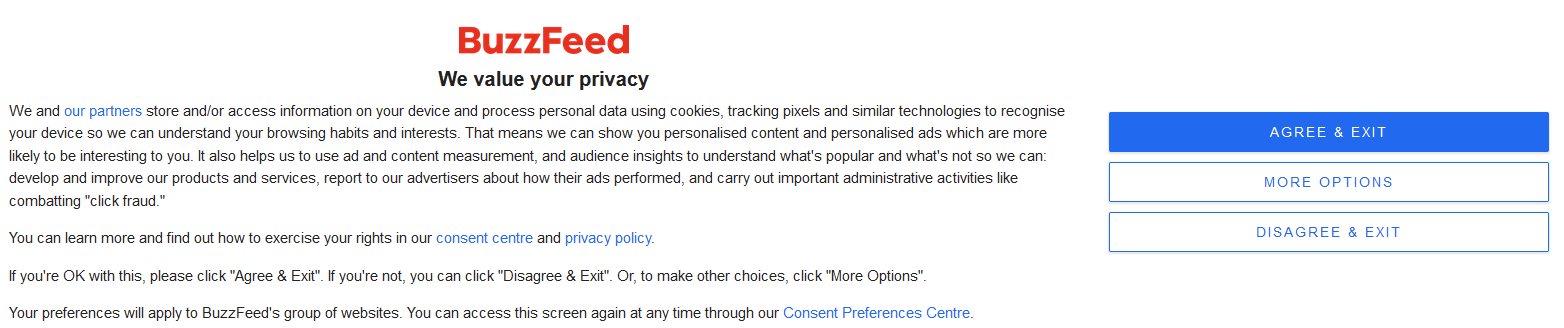 BuzzFeed
We value your privacy
We and our partners store and/or access information on your device and process personal data using cookies, tracking pixels and similar technologies to recognise
your device so we can understand your browsing habits and interests. That means we can show you personalised content and personalised ads which are more
likely to be interesting to you. It also helps us to use ad and content measurement, and audience insights to understand what's popular and what's not so we can:
develop and improve our products and services, report to our advertisers about how their ads performed, and carry out important administrative activities like
combatting "click fraud."
You can learn more and find out how to exercise your rights in our consent centre and privacy policy.
If you're OK with this, please click "Agree & Exit". If you're not, you can click "Disagree & Exit". Or, to make other choices, click "More Options".
Your preferences will apply to BuzzFeed's group of websites. You can access this screen again at any time through our Consent Preferences Centre.
AGREE & EXIT
MORE OPTIONS
DISAGREE & EXIT